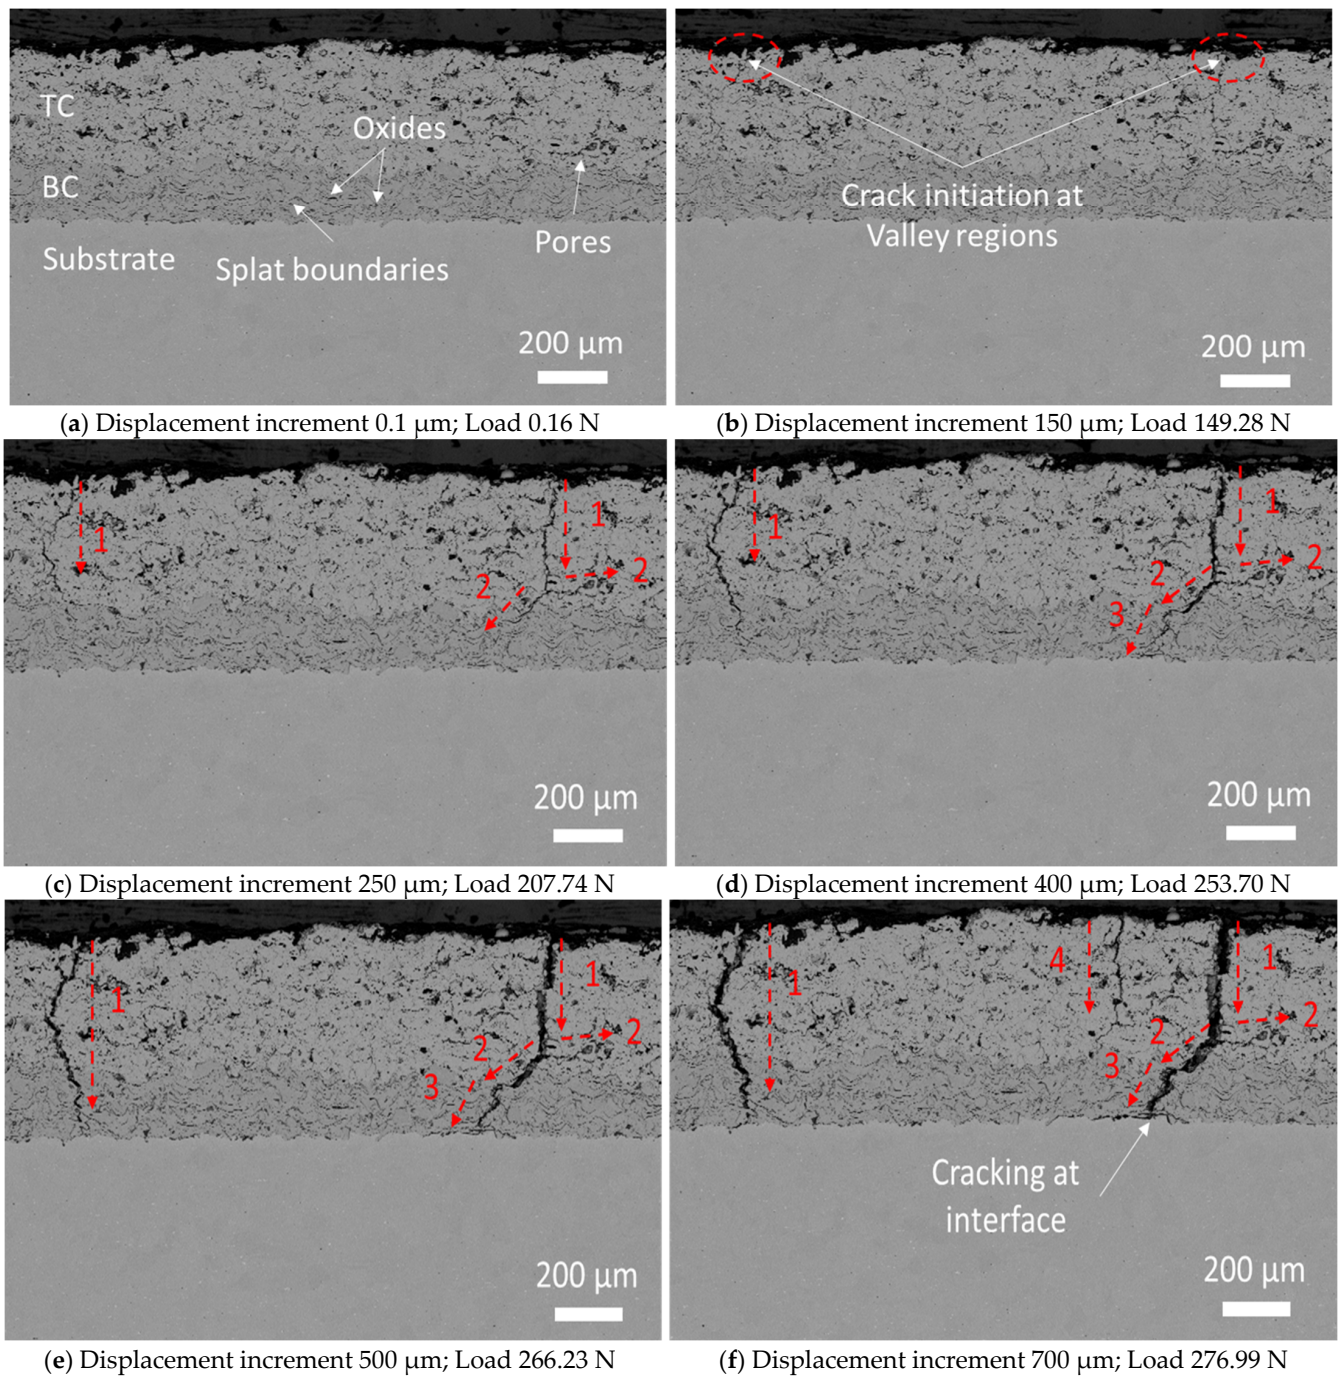 TC
Oxides
BC
Pores
Substrate
Splat boundaries
200 µm
Crack initiation at
Valley regions
200 µm
(a) Displacement increment 0.1 µm; Load 0.16 N
(b) Displacement increment 150 µm; Load 149.28 N
1
1
2
2
200 µm
1
1
2
2
3
200 µm
(c) Displacement increment 250 µm; Load 207.74 N
(d) Displacement increment 400 µm; Load 253.70 N
1
1
2
2
3
200 µm
4
1
1
2
2
3
Cracking at
interface
200 µm
(e) Displacement increment 500 µm; Load 266.23 N
(f) Displacement increment 700 µm; Load 276.99 N